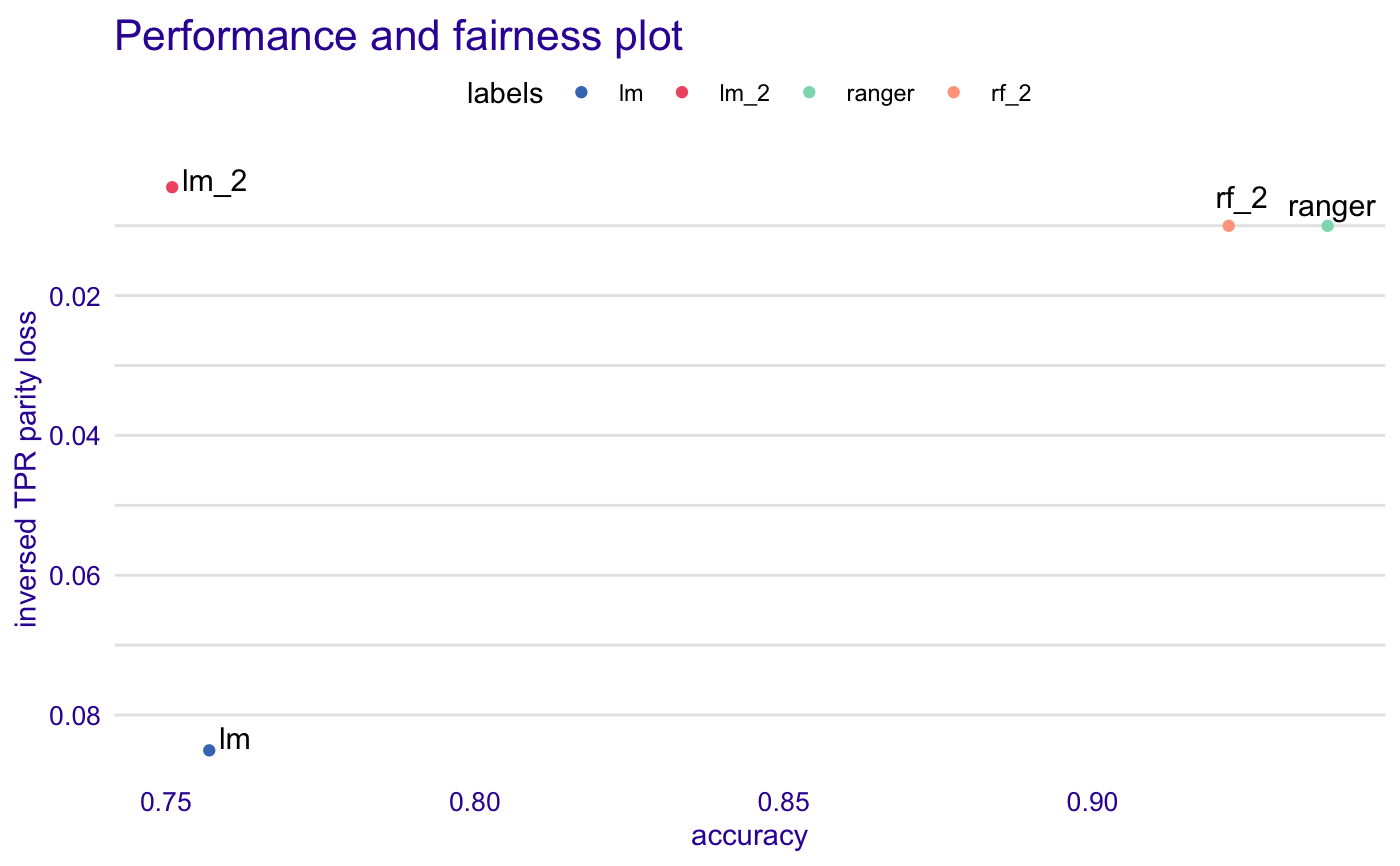 Performance and fairness plot
labels lm lm_2 ranger rf_2
lm_2
rf_2
ranger
0.02
0.04
0.06
0.08
inversed TPR parity loss
lm
0.75 0.80 0.85 0.90
accuracy